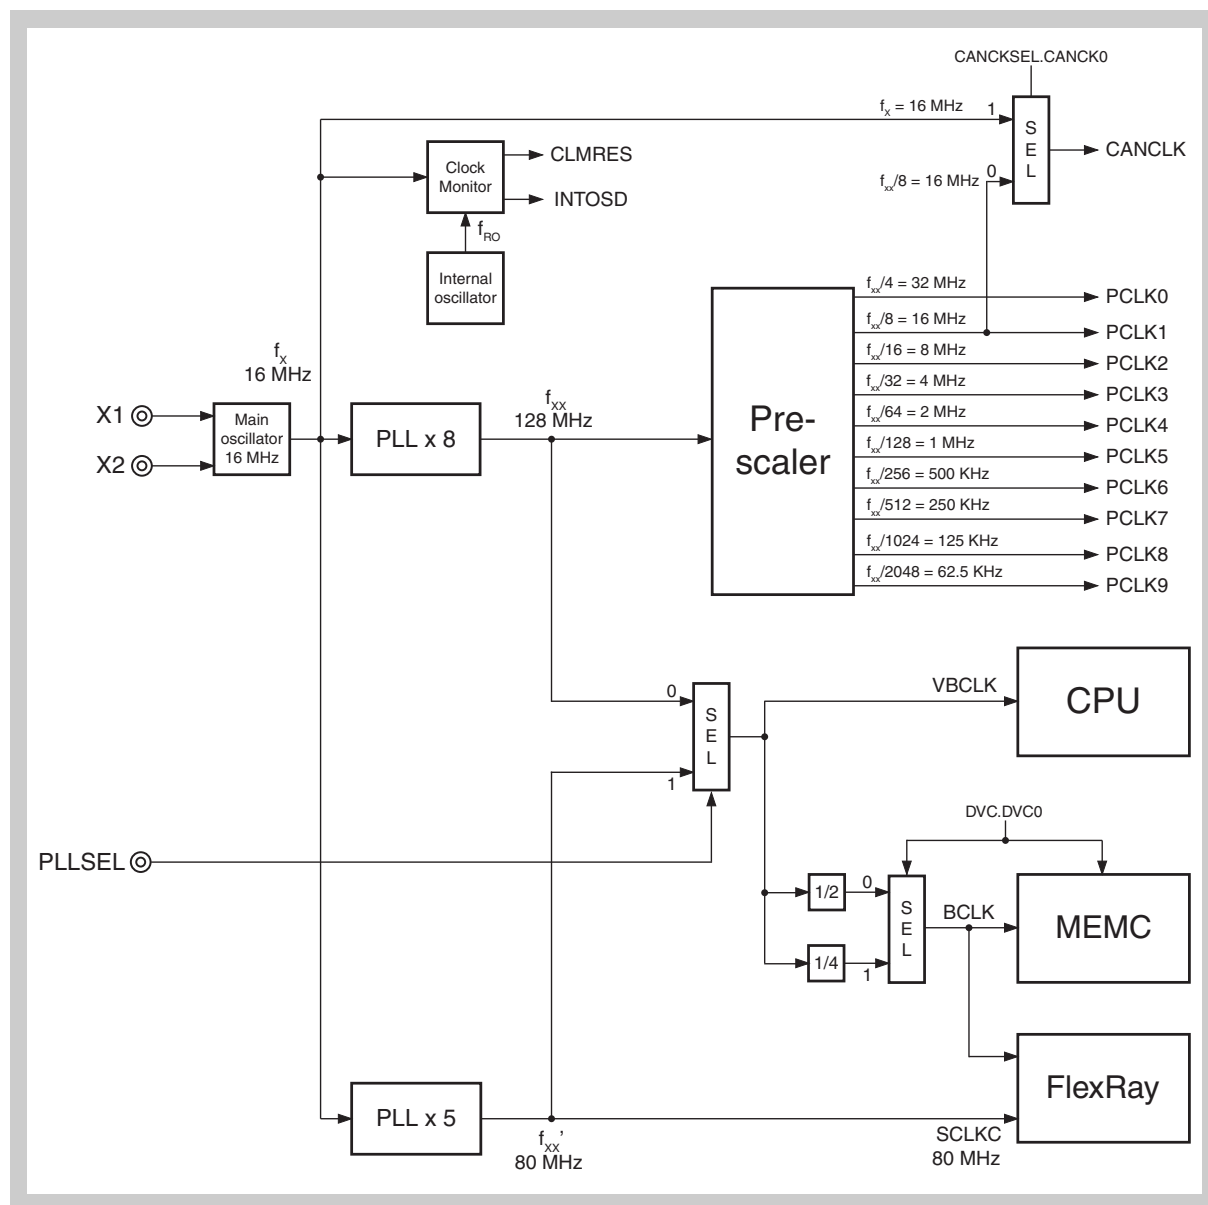 CANCKSEL.CANCK0
fX = 16 MHz
1
SEL
CANCLK
fxx/8 = 16 MHz
0
Clock
Monitor
CLMRES
INTOSD
fRO
Internal
oscillator
fX
16 MHz
X1
X2
Main
oscillator
16 MHz
PLL x 8
fxx
128 MHz
Pre-
scaler
fxx/4 = 32 MHz
PCLK0
fxx/8 = 16 MHz
PCLK1
fxx/16 = 8 MHz
PCLK2
fxx/32 = 4 MHz
PCLK3
fxx/64 = 2 MHz
PCLK4
fxx/128 = 1 MHz
PCLK5
fxx/256 = 500 KHz
PCLK6
fxx/512 = 250 KHz
PCLK7
fxx/1024 = 125 KHz
PCLK8
fxx/2048 = 62.5 KHz
PCLK9
0
SEL
1
VBCLK
CPU
PLLSEL
DVC.DVC0
1/2
0
SEL
1/4
1
BCLK
MEMC
FlexRay
PLL x 5
fxx'
80 MHz
SCLKC
80 MHz